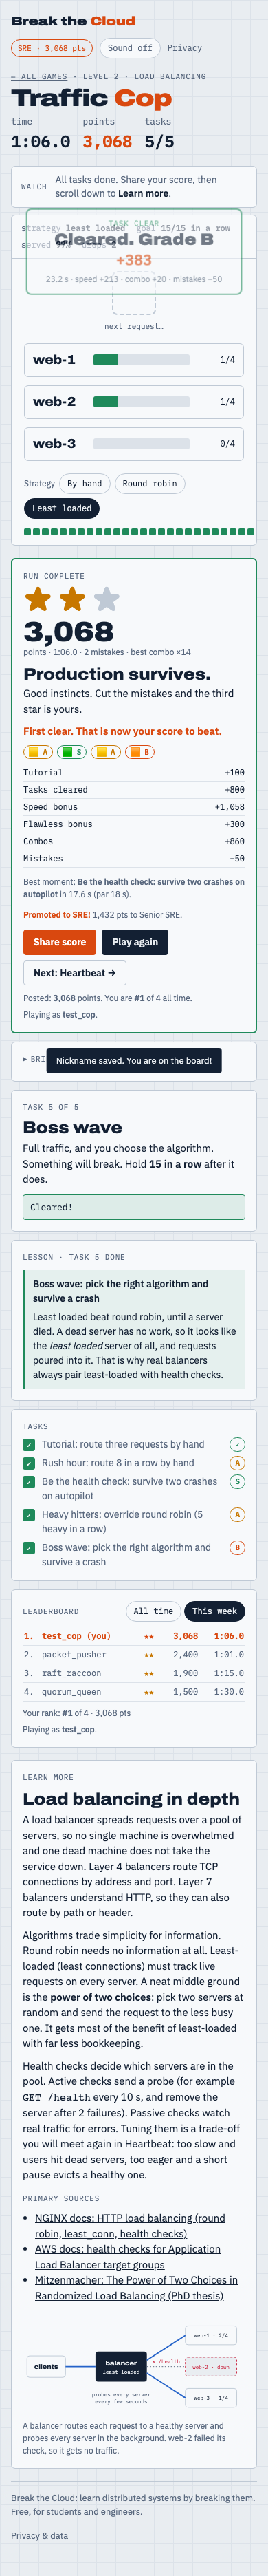 Break the Cloud
SRE · 3,068 pts
Sound off
Privacy
← ALL GAMES · LEVEL 2 · LOAD BALANCING
Traffic Cop
time points tasks
1:06.0 3,068 5/5
WATCH
All tasks done. Share your score, then
scroll down to Learn more.
TASK CLEAR
strategy least loaded goal 15/15 in a row
Cleared. Grade B
served 97% drops 2
+383
23.2 s · speed +213 · combo +20 · mistakes −50
next request…
web-1 1/4
web-2 1/4
web-3 0/4
Strategy By hand Round robin
Least loaded
RUN COMPLETE
3,068
points · 1:06.0 · 2 mistakes · best combo ×14
Production survives.
Good instincts. Cut the mistakes and the third
star is yours.
First clear. That is now your score to beat.
A S A B
Tutorial +100
Tasks cleared +800
Speed bonus +1,058
Flawless bonus +300
Combos +860
Mistakes −50
Best moment: Be the health check: survive two crashes on
autopilot in 17.6 s (par 18 s).
Promoted to SRE! 1,432 pts to Senior SRE.
Share score Play again
Next: Heartbeat →
Posted: 3,068 points. You are #1 of 4 all time.
Playing as test_cop.
▸ BRI
Nickname saved. You are on the board!
TASK 5 OF 5
Boss wave
Full traffic, and you choose the algorithm.
Something will break. Hold 15 in a row after it
does.
Cleared!
LESSON · TASK 5 DONE
Boss wave: pick the right algorithm and
survive a crash
Least loaded beat round robin, until a server
died. A dead server has no work, so it looks like
the least loaded server of all, and requests
poured into it. That is why real balancers
always pair least-loaded with health checks.
TASKS
✓ Tutorial: route three requests by hand ✓
✓ Rush hour: route 8 in a row by hand A
✓ Be the health check: survive two crashes S
on autopilot
✓ Heavy hitters: override round robin (5 A
heavy in a row)
✓ Boss wave: pick the right algorithm and B
survive a crash
LEADERBOARD All time This week
1. test_cop (you) ★★ 3,068 1:06.0
2. packet_pusher ★★ 2,400 1:01.0
3. raft_raccoon ★★ 1,900 1:15.0
4. quorum_queen ★★ 1,500 1:30.0
Your rank: #1 of 4 · 3,068 pts
Playing as test_cop.
LEARN MORE
Load balancing in depth
A load balancer spreads requests over a pool of
servers, so no single machine is overwhelmed
and one dead machine does not take the
service down. Layer 4 balancers route TCP
connections by address and port. Layer 7
balancers understand HTTP, so they can also
route by path or header.
Algorithms trade simplicity for information.
Round robin needs no information at all. Least-
loaded (least connections) must track live
requests on every server. A neat middle ground
is the power of two choices: pick two servers at
random and send the request to the less busy
one. It gets most of the benefit of least-loaded
with far less bookkeeping.
Health checks decide which servers are in the
pool. Active checks send a probe (for example
GET /health every 10 s, and remove the
server after 2 failures). Passive checks watch
real traffic for errors. Tuning them is a trade-off
you will meet again in Heartbeat: too slow and
users hit dead servers, too eager and a short
pause evicts a healthy one.
PRIMARY SOURCES
• NGINX docs: HTTP load balancing (round
robin, least_conn, health checks)
• AWS docs: health checks for Application
Load Balancer target groups
• Mitzenmacher: The Power of Two Choices in
Randomized Load Balancing (PhD thesis)
web-1 · 2/4
clients
balancer
least loaded
× /health
web-2 · down
probes every server
every few seconds
web-3 · 1/4
A balancer routes each request to a healthy server and
probes every server in the background. web-2 failed its
check, so it gets no traffic.
Break the Cloud: learn distributed systems by breaking them.
Free, for students and engineers.
Privacy & data